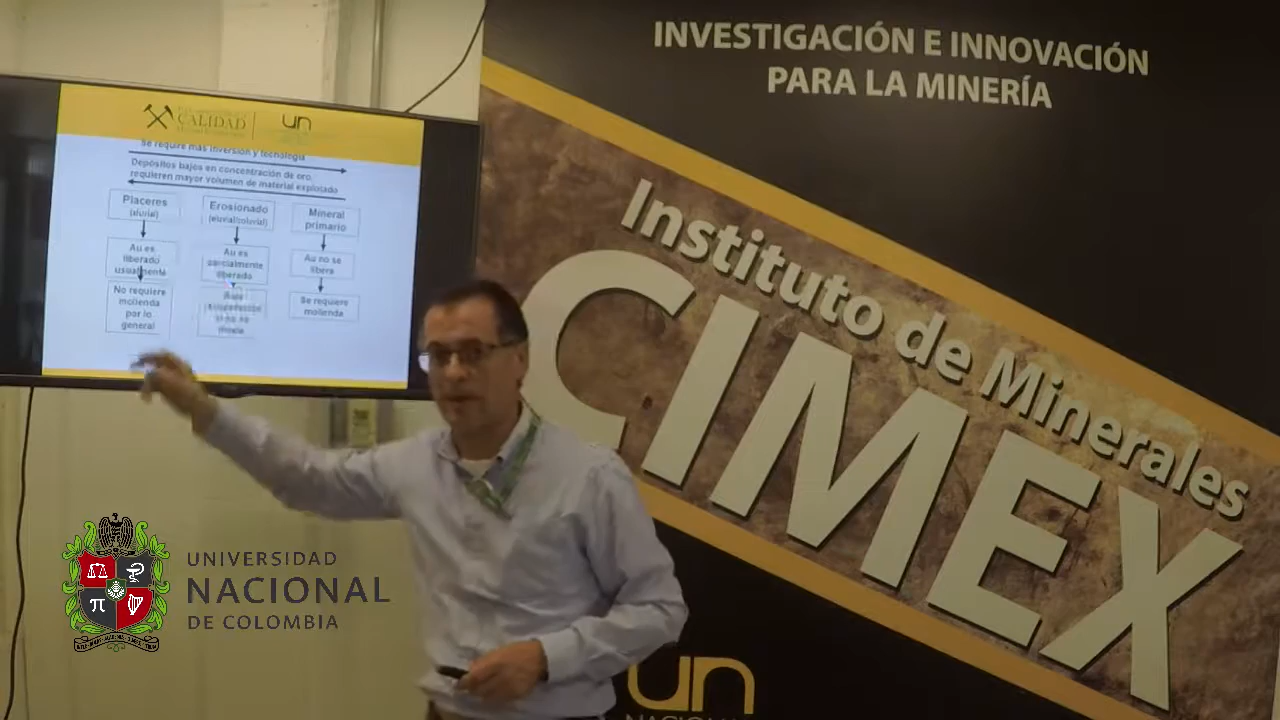 INVESTIGACIÓN E INNOVACIÓN
PARA LA MINERÍA
Instituto de Minerales
CIMEX
un
CALIDAD
un
Se require más inversión y tecnología
Depósitos bajos en concentración de oro,
requieren mayor volumen de material explotado
Placeres
(aluvial)
Au es
liberado
usualmente
No requiere
molienda
por lo
general
Erosionado
(eluvial/coluvial)
Au es
parcialmente
liberado
Mineral
primario
Au no se
libera
Se requiere
molienda
UNIVERSIDAD
NACIONAL
DE COLOMBIA